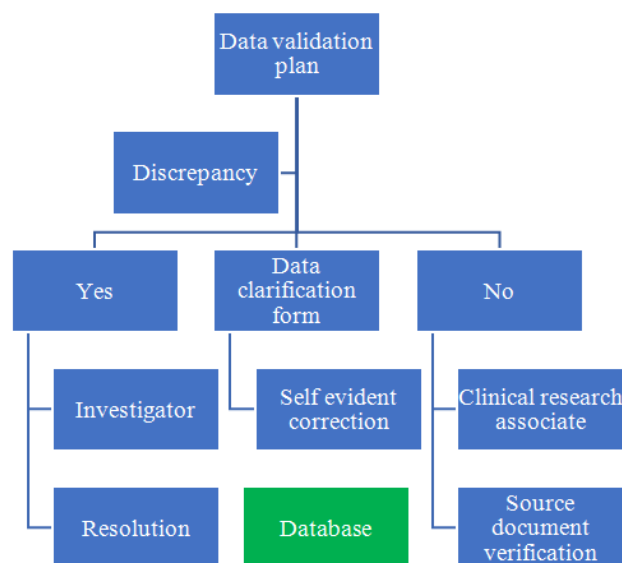 Data validation
plan
Discrepancy
Yes
Data
clarification
form
No
Investigator
Self evident
correction
Clinical research
associate
Resolution
Database
Source
document
verification